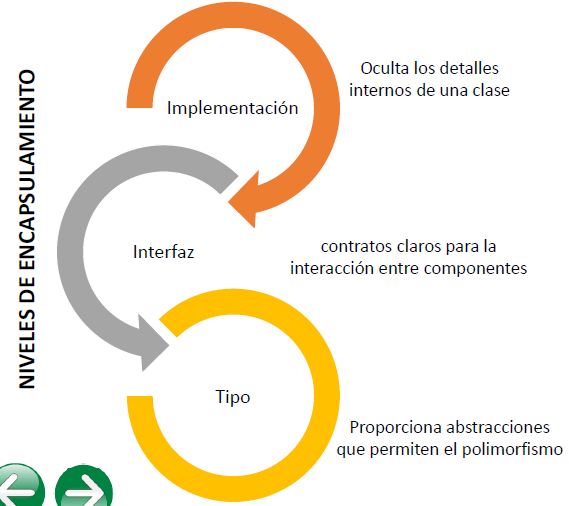 NIVELES DE ENCAPSULAMIENTO
Implementación
Oculta los detalles
internos de una clase
Interfaz
contratos claros para la
interacción entre componentes
Tipo
Proporciona abstracciones
que permiten el polimorfismo